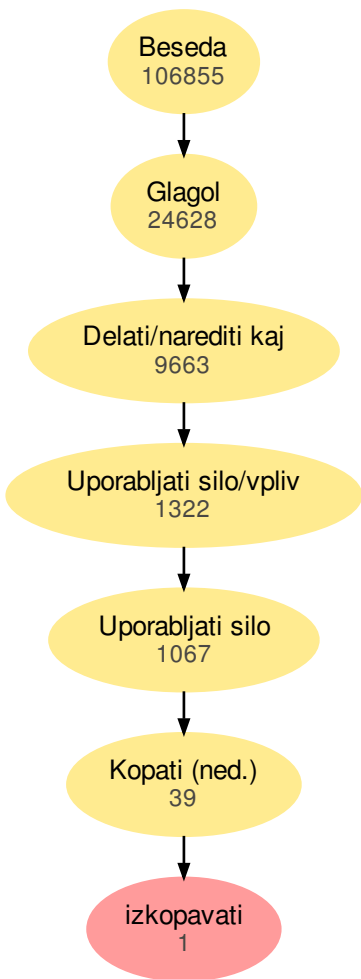 Beseda
106855
Glagol
24628
Delati/narediti kaj
9663
Uporabljati silo/vpliv
1322
Uporabljati silo
1067
Kopati (ned.)
39
izkopavati
1